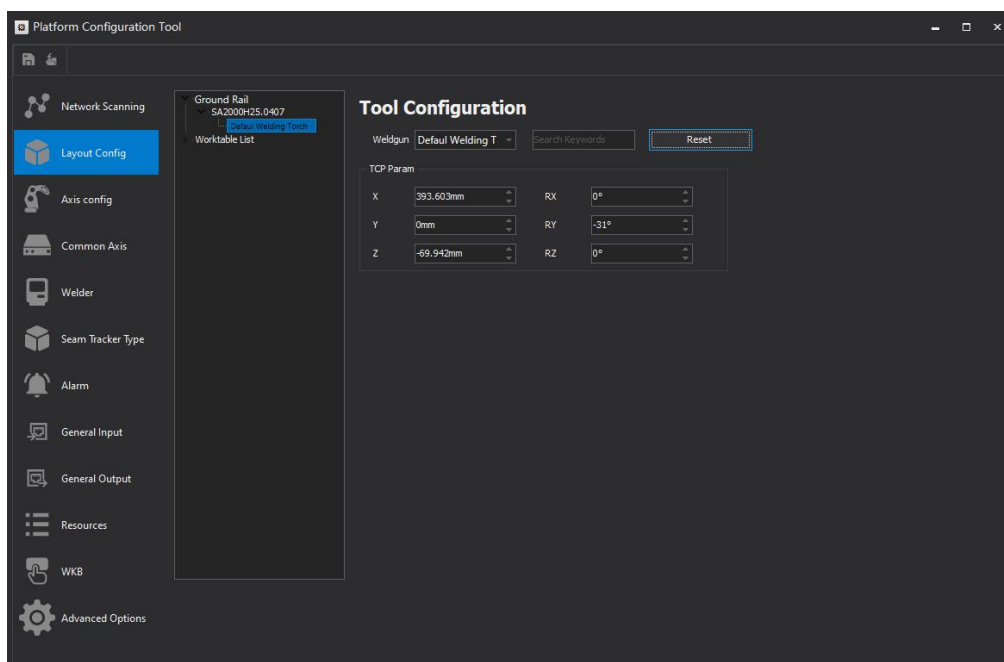 Platform Configuration Tool
Network Scanning
Layout Config
Axis config
Common Axis
Welder
Seam Tracker Type
Alarm
General Input
General Output
Resources
WKB
Advanced Options
Ground Rail
SA2000H25.0407
Defaul Welding Torch
Worktable List
Tool Configuration
Weldgun Defaul Welding T Search Keywords Reset
TCP Param
X 393.603mm RX 0°
Y 0mm RY -31°
Z -69.942mm RZ 0°